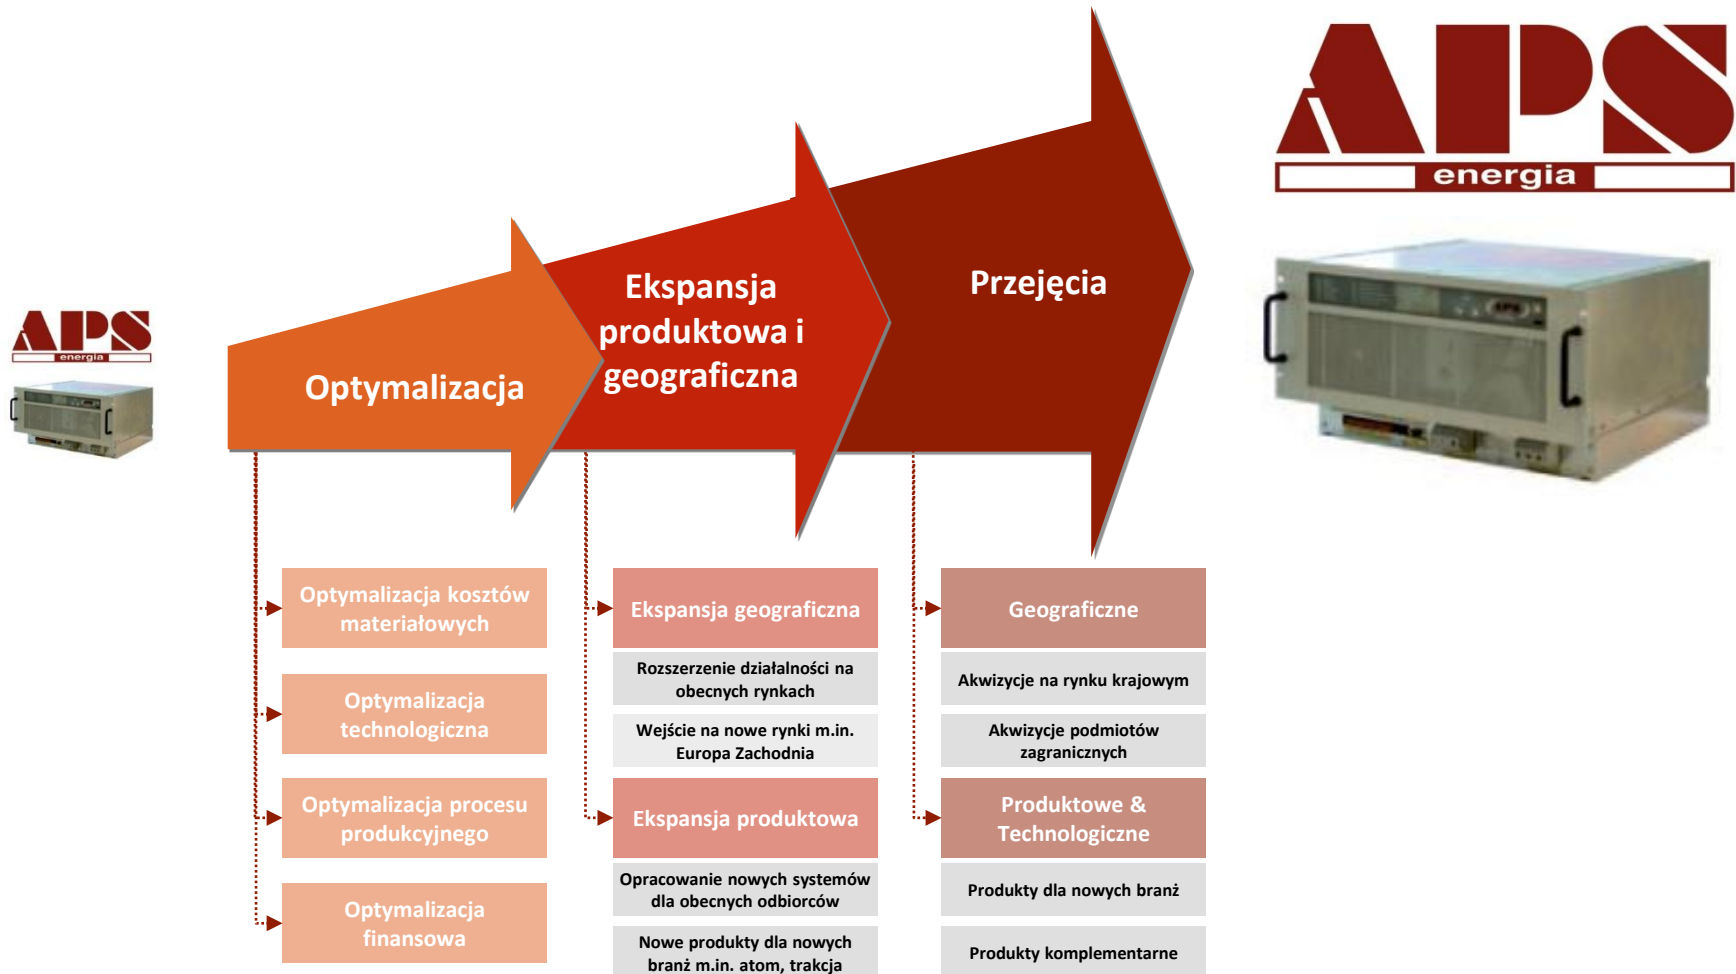 APS
energia
APS
energia
Optymalizacja
Ekspansja
produktowa i
geograficzna
Przejęcia
Optymalizacja kosztów
materiałowych
Optymalizacja
technologiczna
Optymalizacja procesu
produkcyjnego
Optymalizacja
finansowa
Ekspansja geograficzna
Rozszerzenie działalności na
obecnych rynkach
Wejście na nowe rynki m.in.
Europa Zachodnia
Ekspansja produktowa
Opracowanie nowych systemów
dla obecnych odbiorców
Nowe produkty dla nowych
branż m.in. atom, trakcja
Geograficzne
Akwizycje na rynku krajowym
Akwizycje podmiotów
zagranicznych
Produktowe &
Technologiczne
Produkty dla nowych branż
Produkty komplementarne